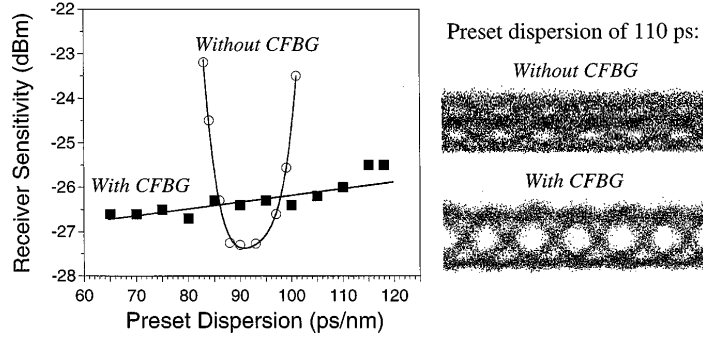 -22
-23
-24
-25
-26
-27
-28
Receiver Sensitivity (dBm)
Without CFBG
With CFBG
60 70 80 90 100 110 120
Preset Dispersion (ps/nm)
Preset dispersion of 110 ps:
Without CFBG
With CFBG